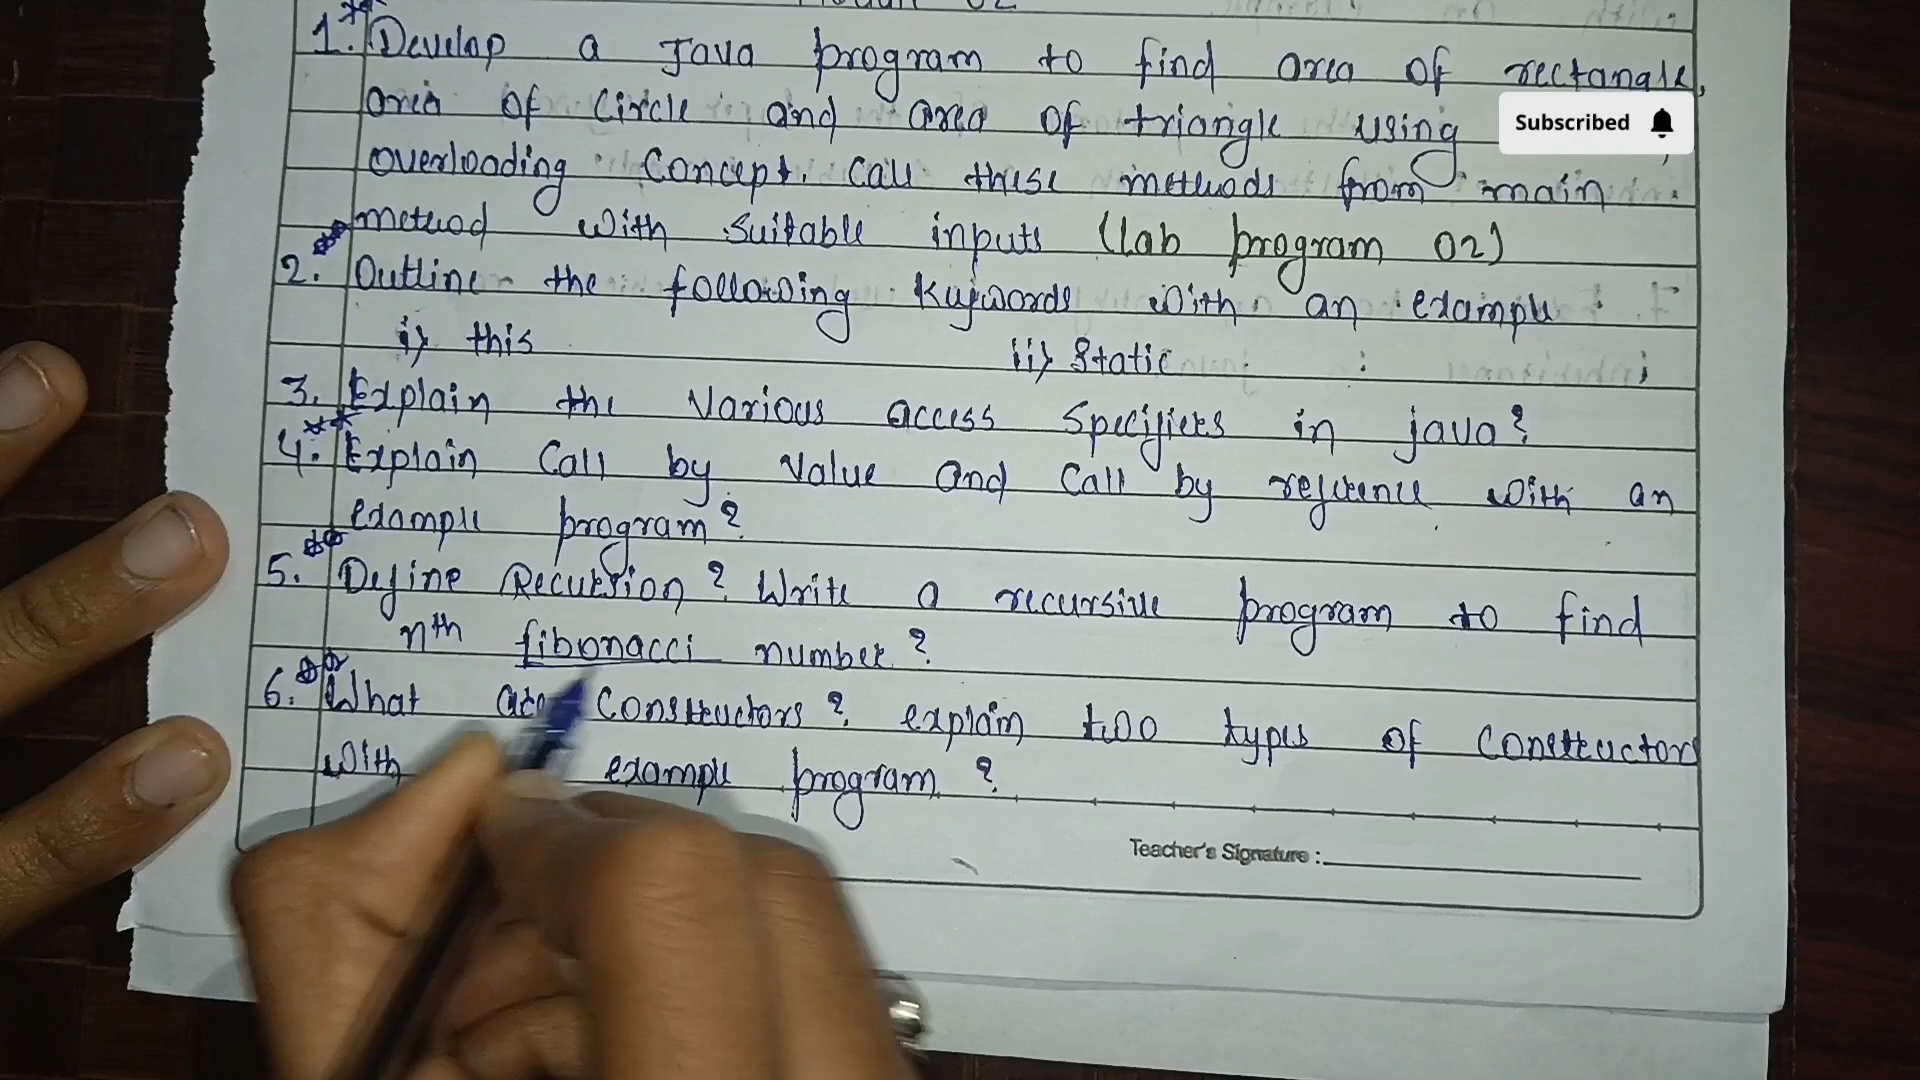 1. Develop a Java program to find area of rectangle,
area of circle and area of triangle using
Subscribed
overloading concept. Call these methods from main
method with suitable inputs (lab program 02)
2. Outline the following Keywords with an example
i) this ii) Static
3. Explain the various access specifiers in java?
4. Explain Call by value and Call by reference with an
example program?
5. Define Recursion? Write a recursive program to find
nth fibonacci number?
6. What are Constructors? explain two types of Constructors
with example program?
Teacher's Signature :